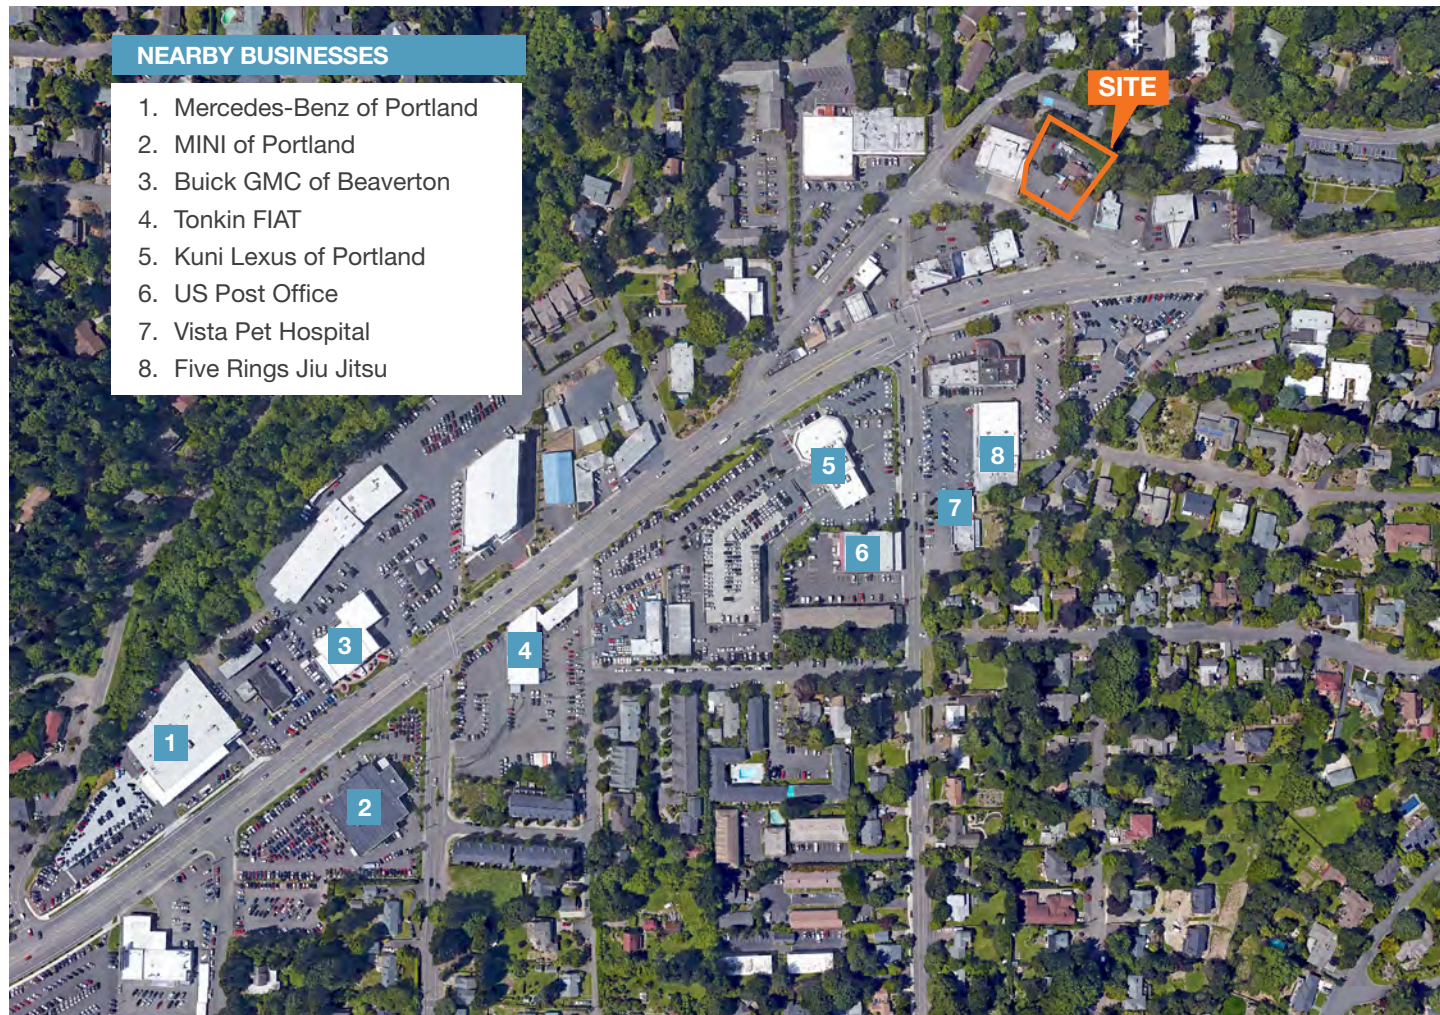 NEARBY BUSINESSES
1. Mercedes-Benz of Portland
2. MINI of Portland
3. Buick GMC of Beaverton
4. Tonkin FIAT
5. Kuni Lexus of Portland
6. US Post Office
7. Vista Pet Hospital
8. Five Rings Jiu Jitsu
SITE
5
8
7
6
3
4
1
2